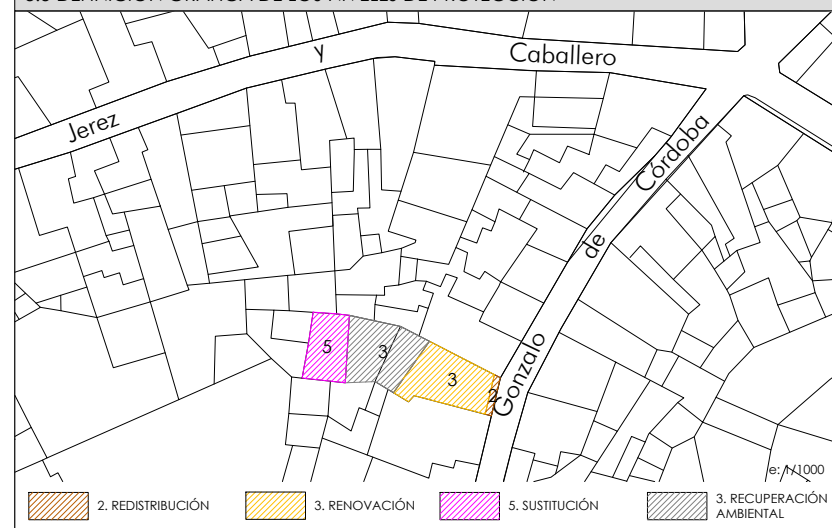 Jerez y Caballero
Gonzalo de Córdoba
5
3
3
2
e: 1/1000
2. REDISTRIBUCIÓN
3. RENOVACIÓN
5. SUSTITUCIÓN
3. RECUPERACIÓN
AMBIENTAL